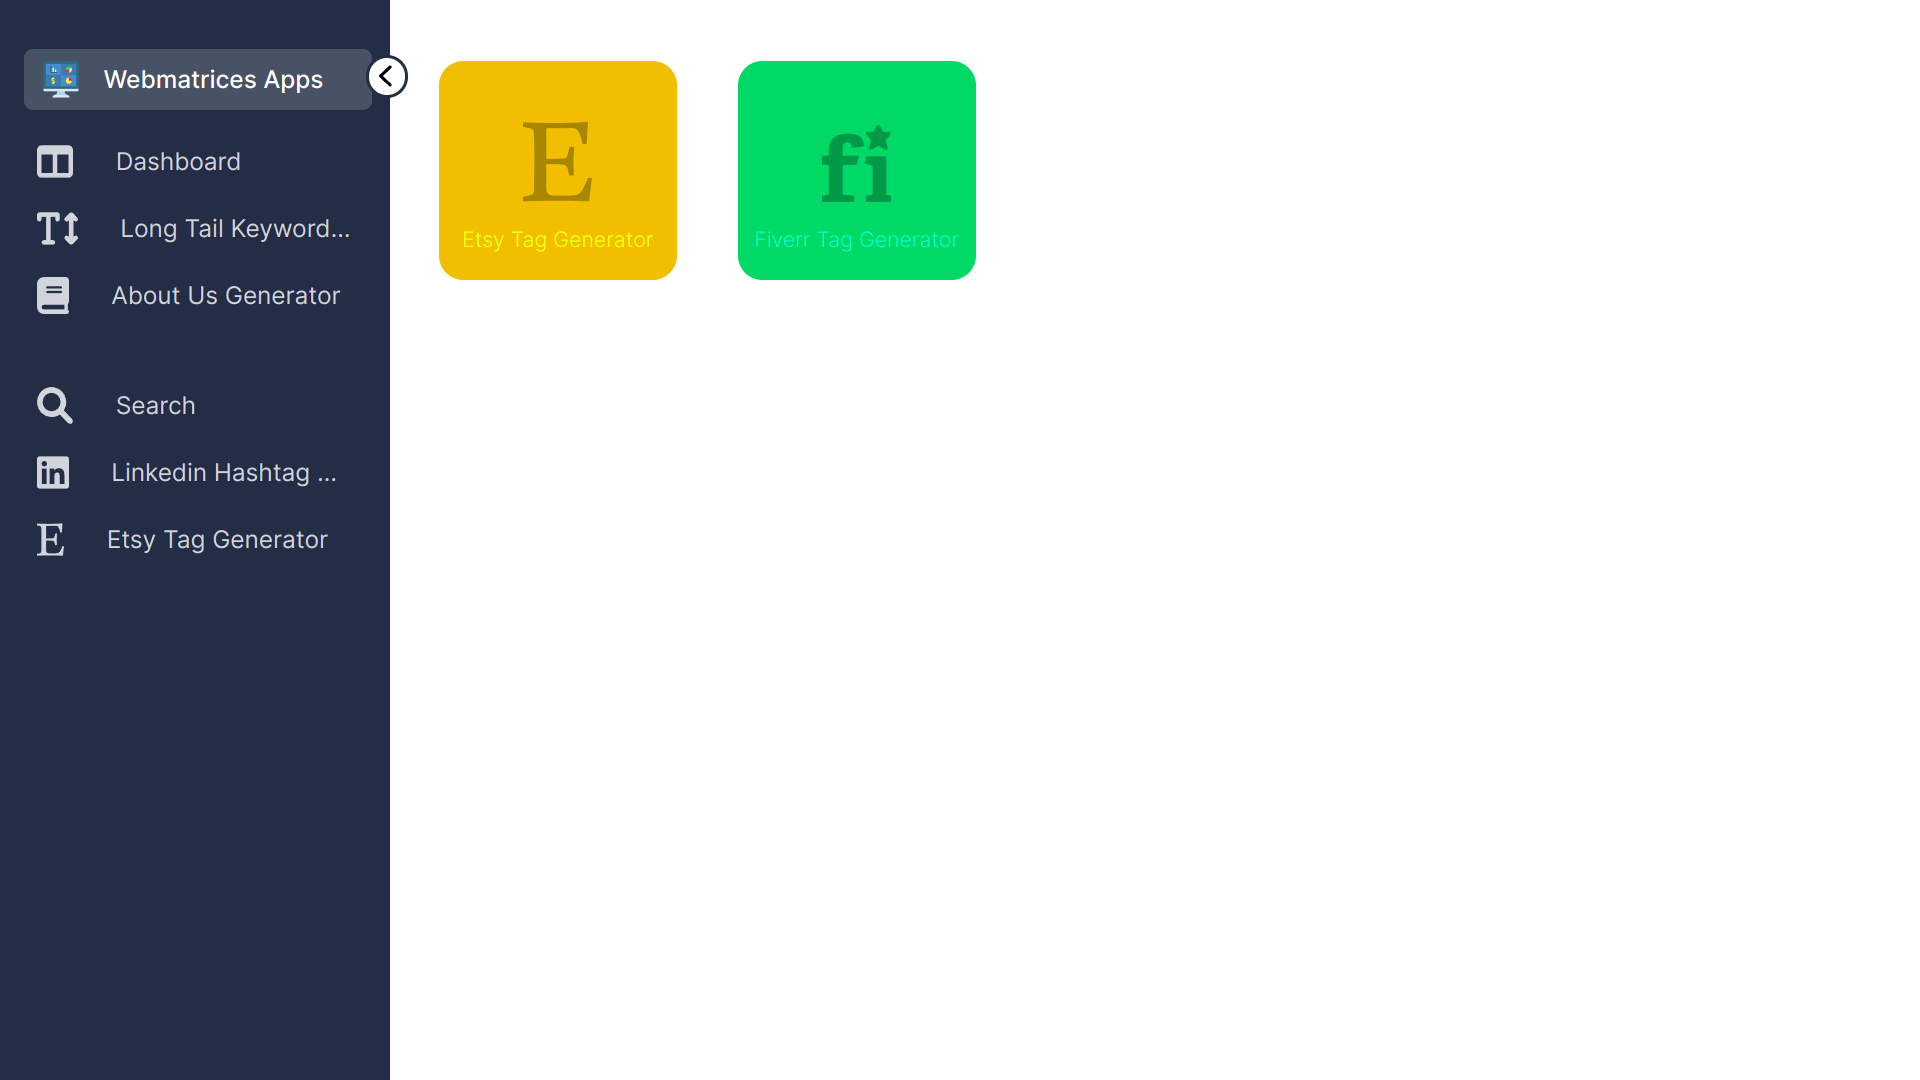 Webmatrices Apps
Dashboard
Long Tail Keyword...
About Us Generator
Search
Linkedin Hashtag ...
Etsy Tag Generator
E
Etsy Tag Generator
fi
Fiverr Tag Generator